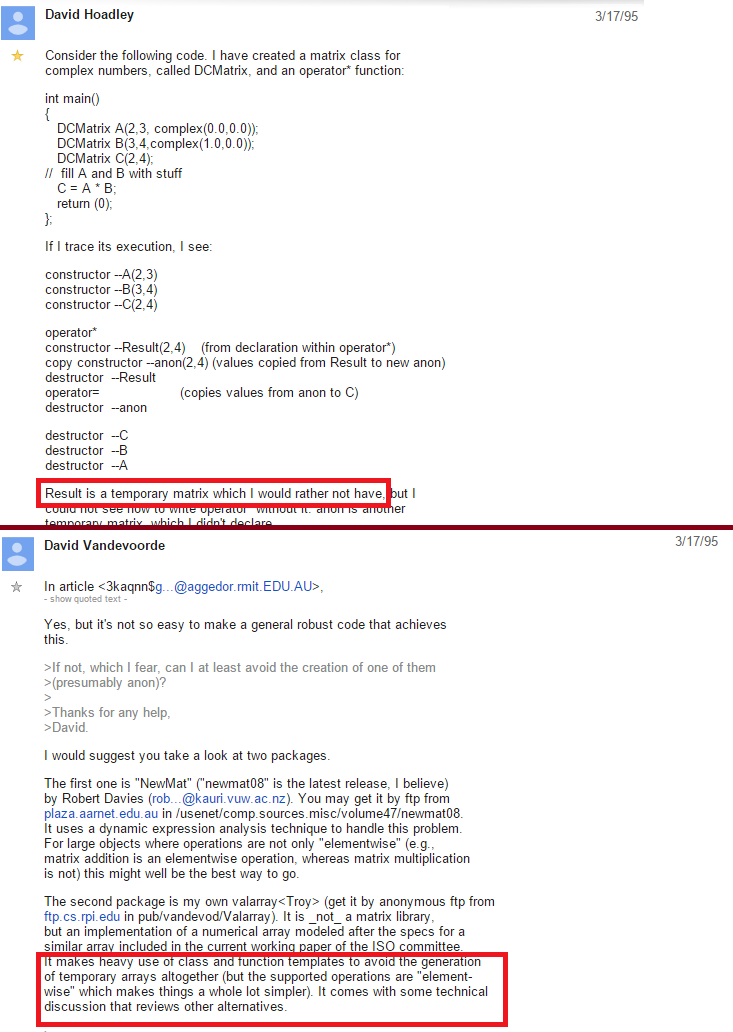 David Hoadley
3/17/95
Consider the following code. I have created a matrix class for
complex numbers, called DCMatrix, and an operator* function:
int main()
{
DCMatrix A(2,3, complex(0.0,0.0));
DCMatrix B(3,4,complex(1.0,0.0));
DCMatrix C(2,4);
// fill A and B with stuff
C = A * B;
return (0);
};
If I trace its execution, I see:
constructor --A(2,3)
constructor --B(3,4)
constructor --C(2,4)
operator*
constructor --Result(2,4) (from declaration within operator*)
copy constructor --anon(2,4) (values copied from Result to new anon)
destructor --Result
operator= (copies values from anon to C)
destructor --anon
destructor --C
destructor --B
destructor --A
Result is a temporary matrix which I would rather not have, but I
could not see how to write operator* without it. anon is another
temporary matrix, which I didn't declare
David Vandevoorde
3/17/95
In article <3kaqnn$g...@aggedor.rmit.EDU.AU>,
- show quoted text -
Yes, but it's not so easy to make a general robust code that achieves
this.
>If not, which I fear, can I at least avoid the creation of one of them
>(presumably anon)?
>
>Thanks for any help,
>David.
I would suggest you take a look at two packages.
The first one is "NewMat" ("newmat08" is the latest release, I believe)
by Robert Davies (rob...@kauri.vuw.ac.nz). You may get it by ftp from
plaza.aarnet.edu.au in /usenet/comp.sources.misc/volume47/newmat08.
It uses a dynamic expression analysis technique to handle this problem.
For large objects where operations are not only "elementwise" (e.g.,
matrix addition is an elementwise operation, whereas matrix multiplication
is not) this might well be the best way to go.
The second package is my own valarray<Troy> (get it by anonymous ftp from
ftp.cs.rpi.edu in pub/vandevod/Valarray). It is _not_ a matrix library,
but an implementation of a numerical array modeled after the specs for a
similar array included in the current working paper of the ISO committee.
It makes heavy use of class and function templates to avoid the generation
of temporary arrays altogether (but the supported operations are "element-
wise" which makes things a whole lot simpler). It comes with some technical
discussion that reviews other alternatives.